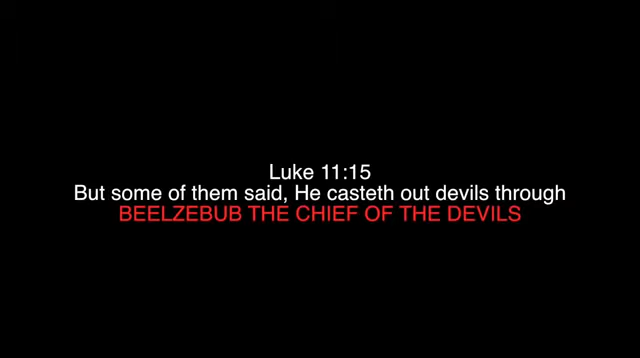 Luke 11:15
But some of them said, He casteth out devils through
BEELZEBUB THE CHIEF OF THE DEVILS